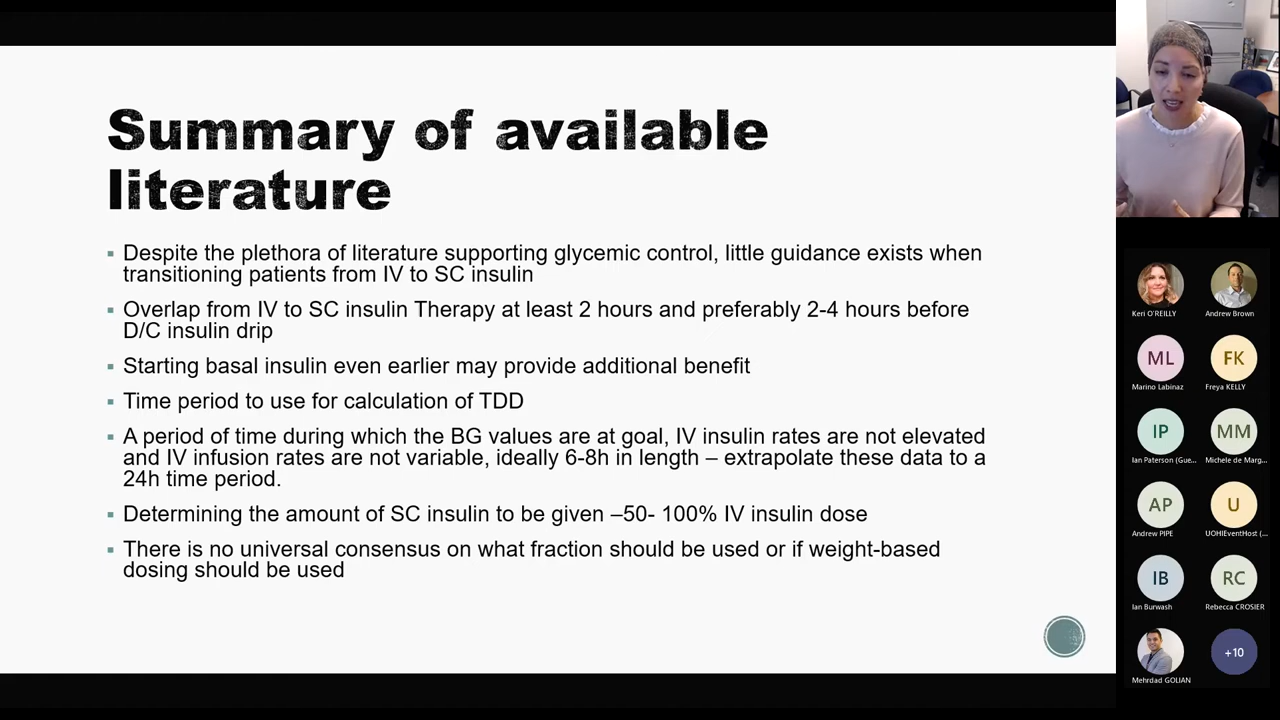 Summary of available
literature
Despite the plethora of literature supporting glycemic control, little guidance exists when
transitioning patients from IV to SC insulin
Overlap from IV to SC insulin Therapy at least 2 hours and preferably 2-4 hours before
D/C insulin drip
Starting basal insulin even earlier may provide additional benefit
Time period to use for calculation of TDD
A period of time during which the BG values are at goal, IV insulin rates are not elevated
and IV infusion rates are not variable, ideally 6-8h in length – extrapolate these data to a
24h time period.
Determining the amount of SC insulin to be given –50- 100% IV insulin dose
There is no universal consensus on what fraction should be used or if weight-based
dosing should be used
Keri O'REILLY
Andrew Brown
ML
FK
Marino Labinaz
Freya KELLY
IP
MM
Ian Paterson (Gue...
Michele de Marg...
AP
U
Andrew PIPE
UOHIEventHost (...
IB
RC
Ian Burwash
Rebecca CROSIER
+10
Mehrdad GOLIAN